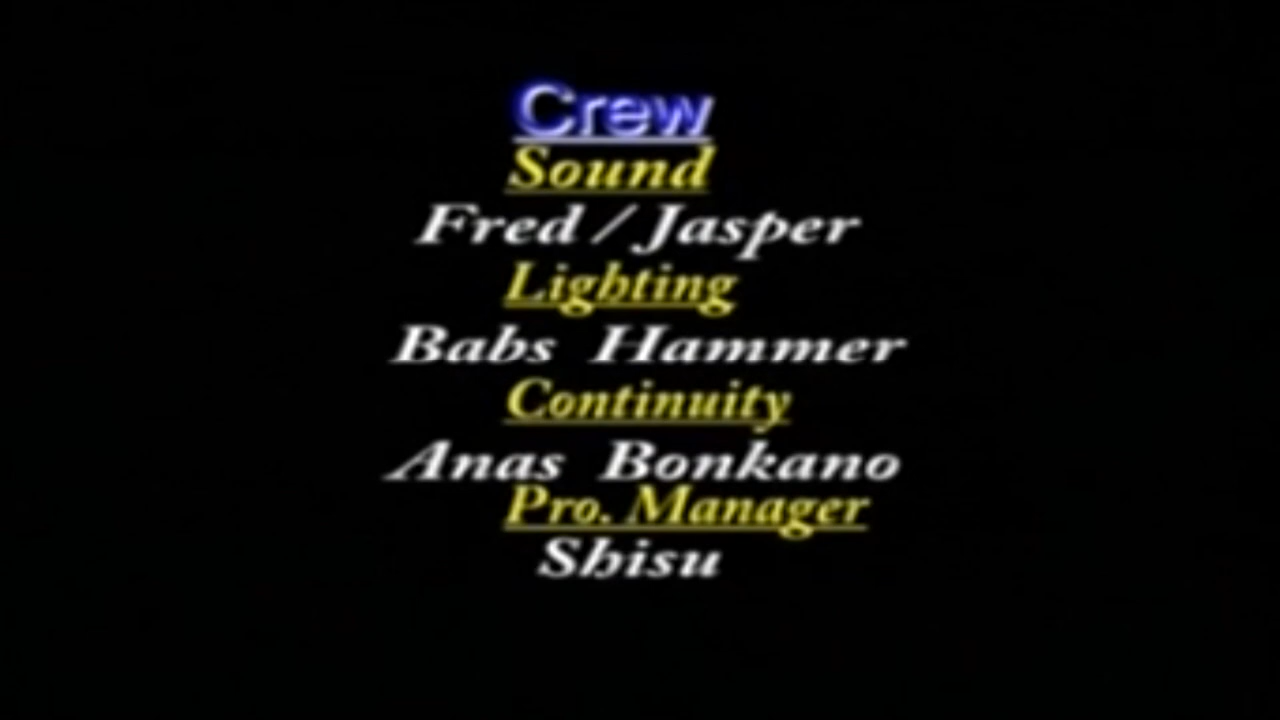 Crew
Sound
Fred / Jasper
Lighting
Babs Hammer
Continuity
Anas Bonkano
Pro. Manager
Shisu